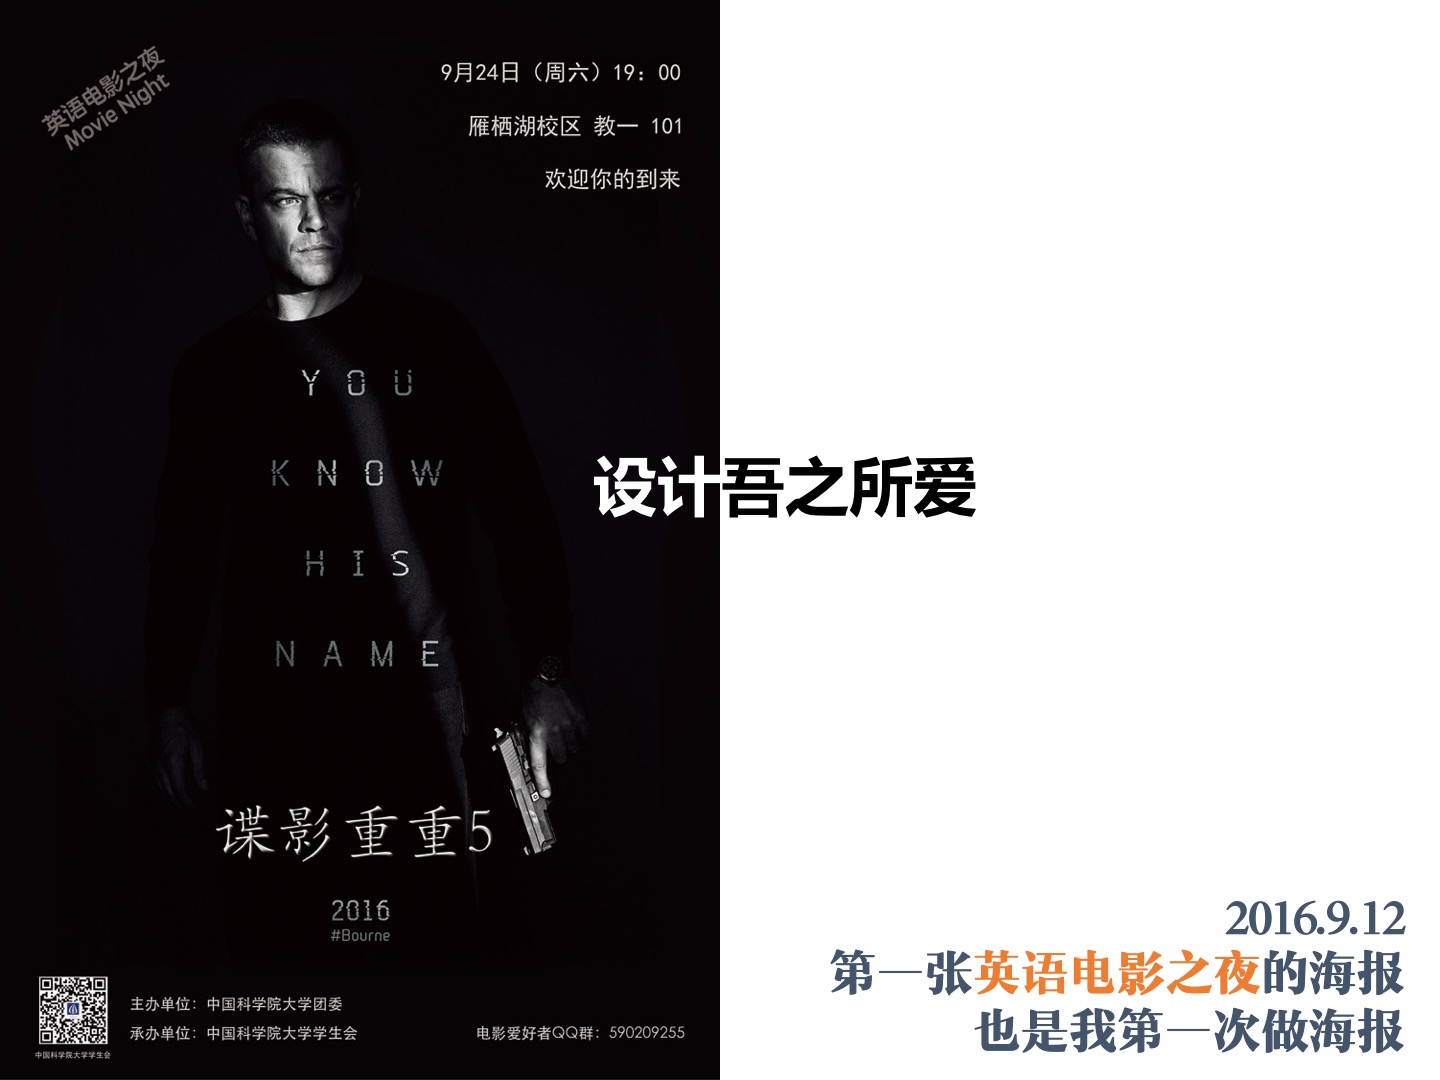 英语电影之夜
Movie Night
9月24日（周六）19：00
雁栖湖校区 教一 101
欢迎你的到来
YOU
KNOW
HIS
NAME
设计吾之所爱
谍影重重5
2016
#Bourne
主办单位：中国科学院大学团委
承办单位：中国科学院大学学生会
电影爱好者QQ群：590209255
中国科学院大学学生会
2016.9.12
第一张英语电影之夜的海报
也是我第一次做海报